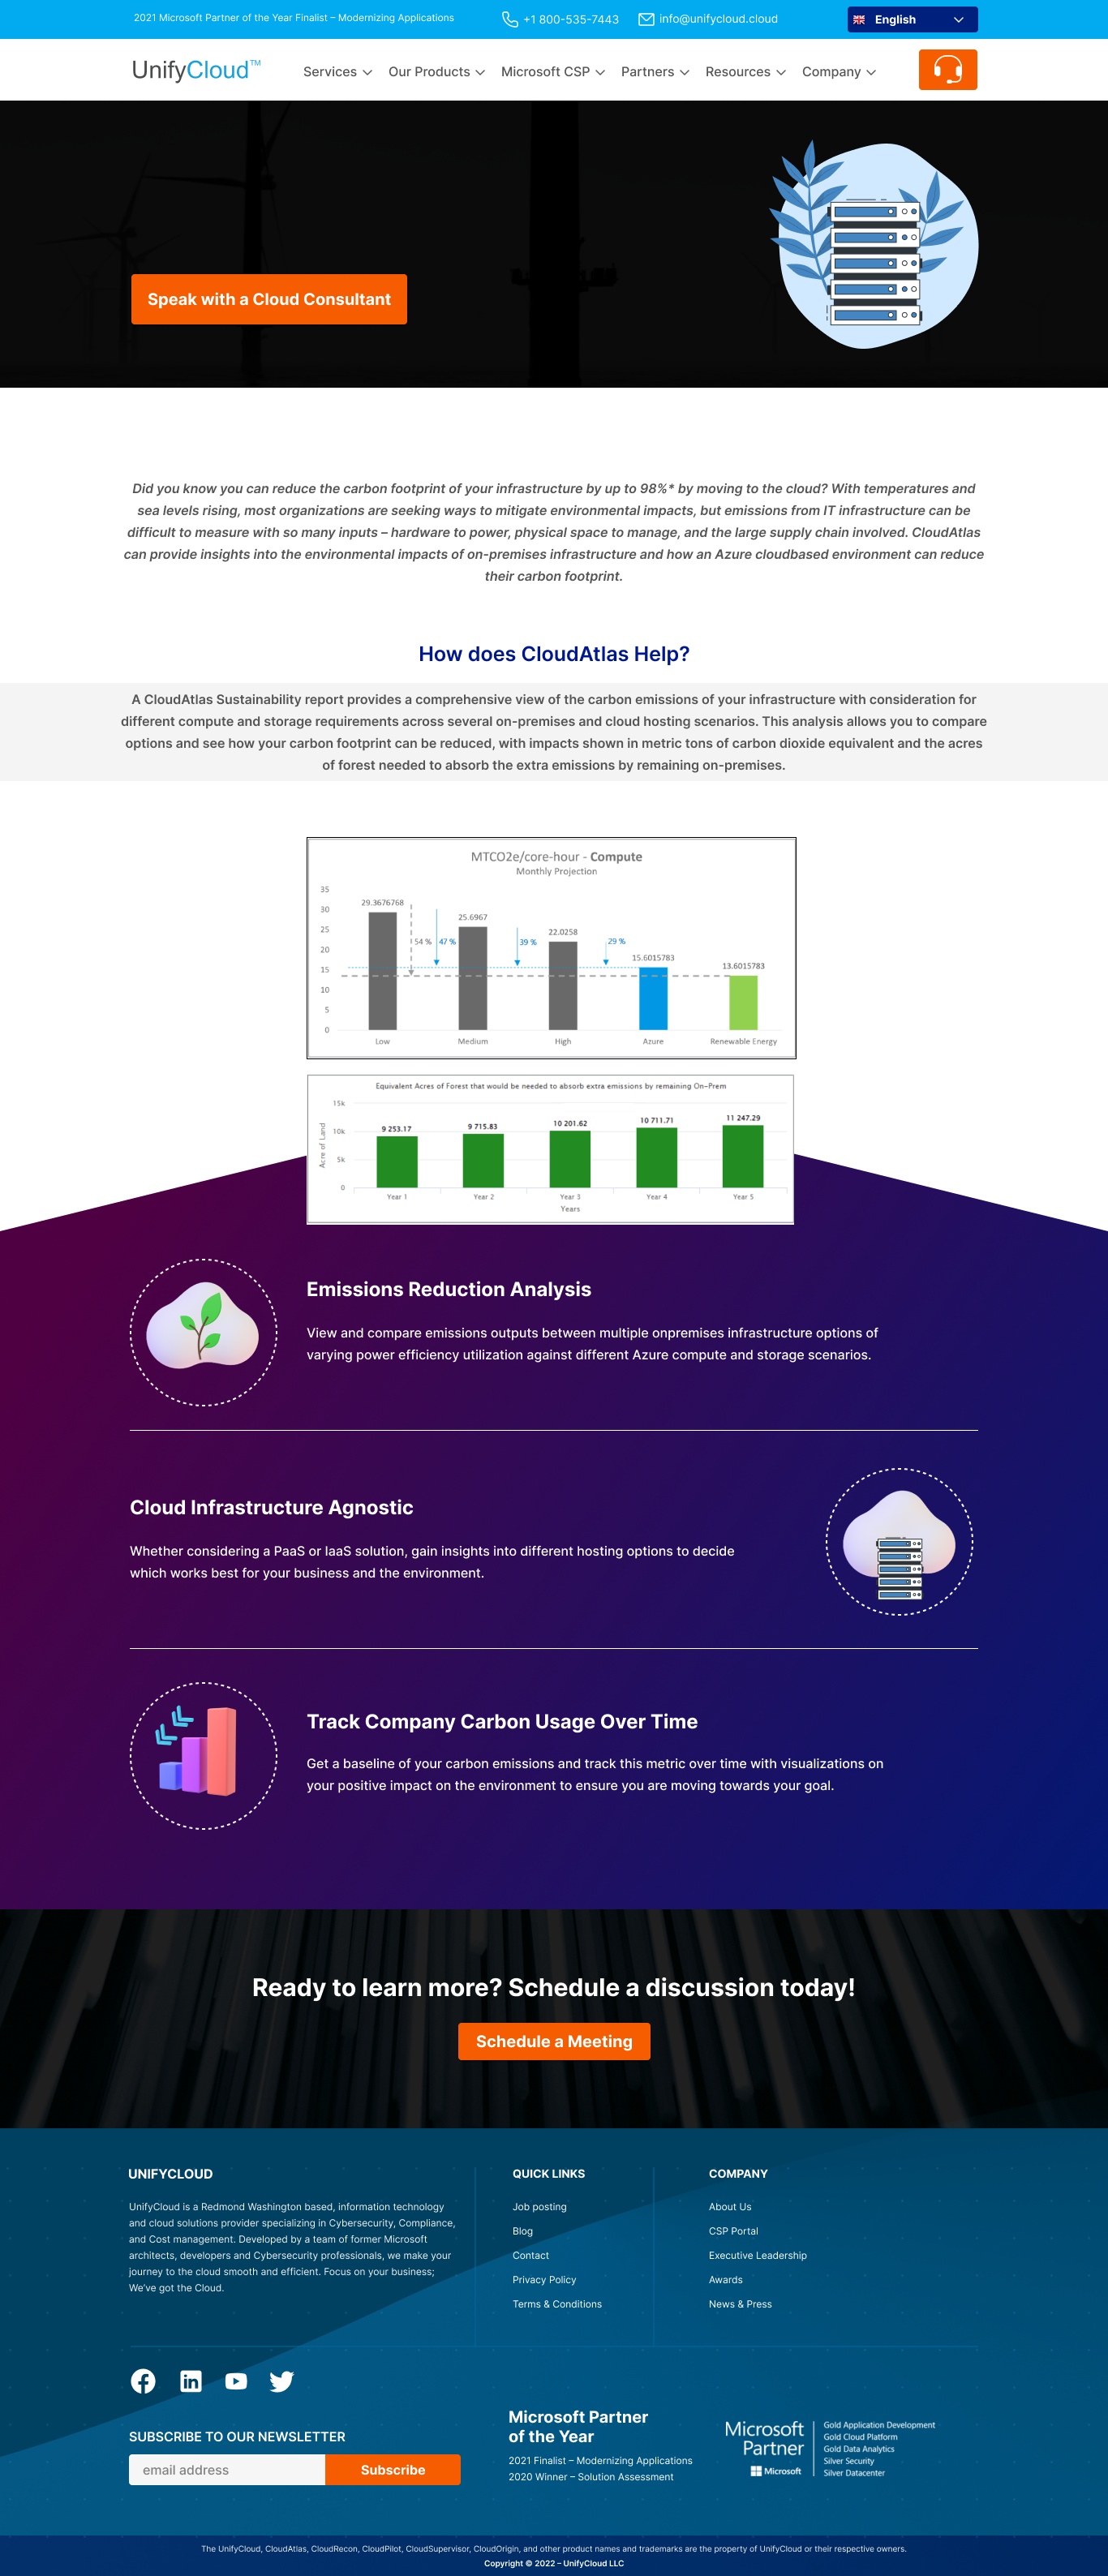 2021 Microsoft Partner of the Year Finalist – Modernizing Applications
+1 800-535-7443
info@unifycloud.cloud
English
UnifyCloud™
Services
Our Products
Microsoft CSP
Partners
Resources
Company
Speak with a Cloud Consultant
Did you know you can reduce the carbon footprint of your infrastructure by up to 98%* by moving to the cloud? With temperatures and
sea levels rising, most organizations are seeking ways to mitigate environmental impacts, but emissions from IT infrastructure can be
difficult to measure with so many inputs – hardware to power, physical space to manage, and the large supply chain involved. CloudAtlas
can provide insights into the environmental impacts of on-premises infrastructure and how an Azure cloudbased environment can reduce
their carbon footprint.
How does CloudAtlas Help?
A CloudAtlas Sustainability report provides a comprehensive view of the carbon emissions of your infrastructure with consideration for
different compute and storage requirements across several on-premises and cloud hosting scenarios. This analysis allows you to compare
options and see how your carbon footprint can be reduced, with impacts shown in metric tons of carbon dioxide equivalent and the acres
of forest needed to absorb the extra emissions by remaining on-premises.
MTCO2e/core-hour - Compute
Monthly Projection
35
30
25
20
15
10
5
0
29.3676768
25.6967
22.0258
15.6015783
13.6015783
54 %
47 %
39 %
29 %
Low
Medium
High
Azure
Renewable Energy
Equivalent Acres of Forest that would be needed to absorb extra emissions by remaining On-Prem
Acre of Land
15k
10k
5k
0
9 253.17
9 715.83
10 201.62
10 711.71
11 247.29
Year 1
Year 2
Year 3
Year 4
Year 5
Years
Emissions Reduction Analysis
View and compare emissions outputs between multiple onpremises infrastructure options of
varying power efficiency utilization against different Azure compute and storage scenarios.
Cloud Infrastructure Agnostic
Whether considering a PaaS or IaaS solution, gain insights into different hosting options to decide
which works best for your business and the environment.
Track Company Carbon Usage Over Time
Get a baseline of your carbon emissions and track this metric over time with visualizations on
your positive impact on the environment to ensure you are moving towards your goal.
Ready to learn more? Schedule a discussion today!
Schedule a Meeting
UNIFYCLOUD
UnifyCloud is a Redmond Washington based, information technology
and cloud solutions provider specializing in Cybersecurity, Compliance,
and Cost management. Developed by a team of former Microsoft
architects, developers and Cybersecurity professionals, we make your
journey to the cloud smooth and efficient. Focus on your business;
We've got the Cloud.
QUICK LINKS
Job posting
Blog
Contact
Privacy Policy
Terms & Conditions
COMPANY
About Us
CSP Portal
Executive Leadership
Awards
News & Press
SUBSCRIBE TO OUR NEWSLETTER
email address
Subscribe
Microsoft Partner
of the Year
2021 Finalist – Modernizing Applications
2020 Winner – Solution Assessment
Microsoft
Partner
Microsoft
Gold Application Development
Gold Cloud Platform
Gold Data Analytics
Silver Security
Silver Datacenter
The UnifyCloud, CloudAtlas, CloudRecon, CloudPilot, CloudSupervisor, CloudOrigin, and other product names and trademarks are the property of UnifyCloud or their respective owners.
Copyright © 2022 – UnifyCloud LLC